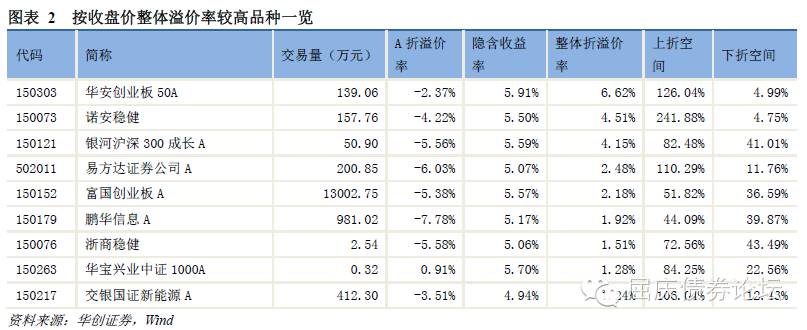 图表 2 按收盘价整体溢价率较高品种一览
代码 简称 交易量（万元） A 折溢价率 隐含收益率 整体折溢价率 上折空间 下折空间
150303 华安创业板 50A 139.06 -2.37% 5.91% 6.62% 126.04% 4.99%
150073 诺安稳健 157.76 -4.22% 5.50% 4.51% 241.88% 4.75%
150121 银河沪深 300 成长 A 50.90 -5.56% 5.59% 4.15% 82.48% 41.01%
502011 易方达证券公司 A 200.85 -6.03% 5.07% 2.48% 110.29% 11.76%
150152 富国创业板 A 13002.75 -5.38% 5.57% 2.18% 51.82% 36.59%
150179 鹏华信息 A 981.02 -7.78% 5.17% 1.92% 44.09% 39.87%
150076 浙商稳健 2.54 -5.58% 5.06% 1.51% 72.56% 43.49%
150263 华宝兴业中证 1000A 0.32 0.91% 5.70% 1.28% 84.25% 22.56%
150217 交银国证新能源 A 412.30 -3.51% 4.94%
屈庆债券论坛
资料来源：华创证券，Wind